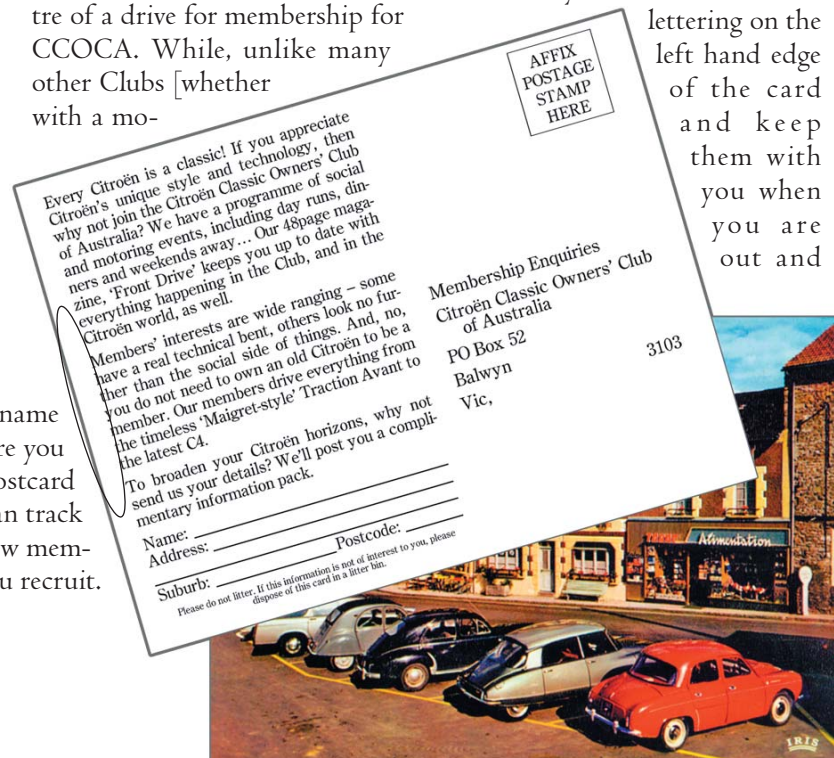 tre of a drive for membership for
CCOCA. While, unlike many
other Clubs [whether
with a mo-
name
re you
ostcard
an track
w mem-
u recruit.
Every Citroën is a classic! If you appreciate
Citroën's unique style and technology, then
why not join the Citroën Classic Owners' Club
of Australia? We have a programme of social
and motoring events, including day runs, din-
ners and weekends away... Our 48page maga-
zine, 'Front Drive' keeps you up to date with
everything happening in the Club, and in the
Citroën world, as well.
Members' interests are wide ranging – some
have a real technical bent, others look no fur-
ther than the social side of things. And, no,
you do not need to own an old Citroën to be a
member. Our members drive everything from
the timeless 'Maigret-style' Traction Avant to
the latest C4.
To broaden your Citroën horizons, why not
send us your details? We'll post you a compli-
mentary information pack.
Name:
Address:
Suburb: Postcode:
Please do not litter. If this information is not of interest to you, please
dispose of this card in a litter bin.
AFFIX
POSTAGE
STAMP
HERE
Membership Enquiries
Citroën Classic Owners' Club
of Australia
PO Box 52
Balwyn
Vic, 3103
lettering on the
left hand edge
of the card
and keep
them with
you when
you are
out and
Alimentation
IRIS